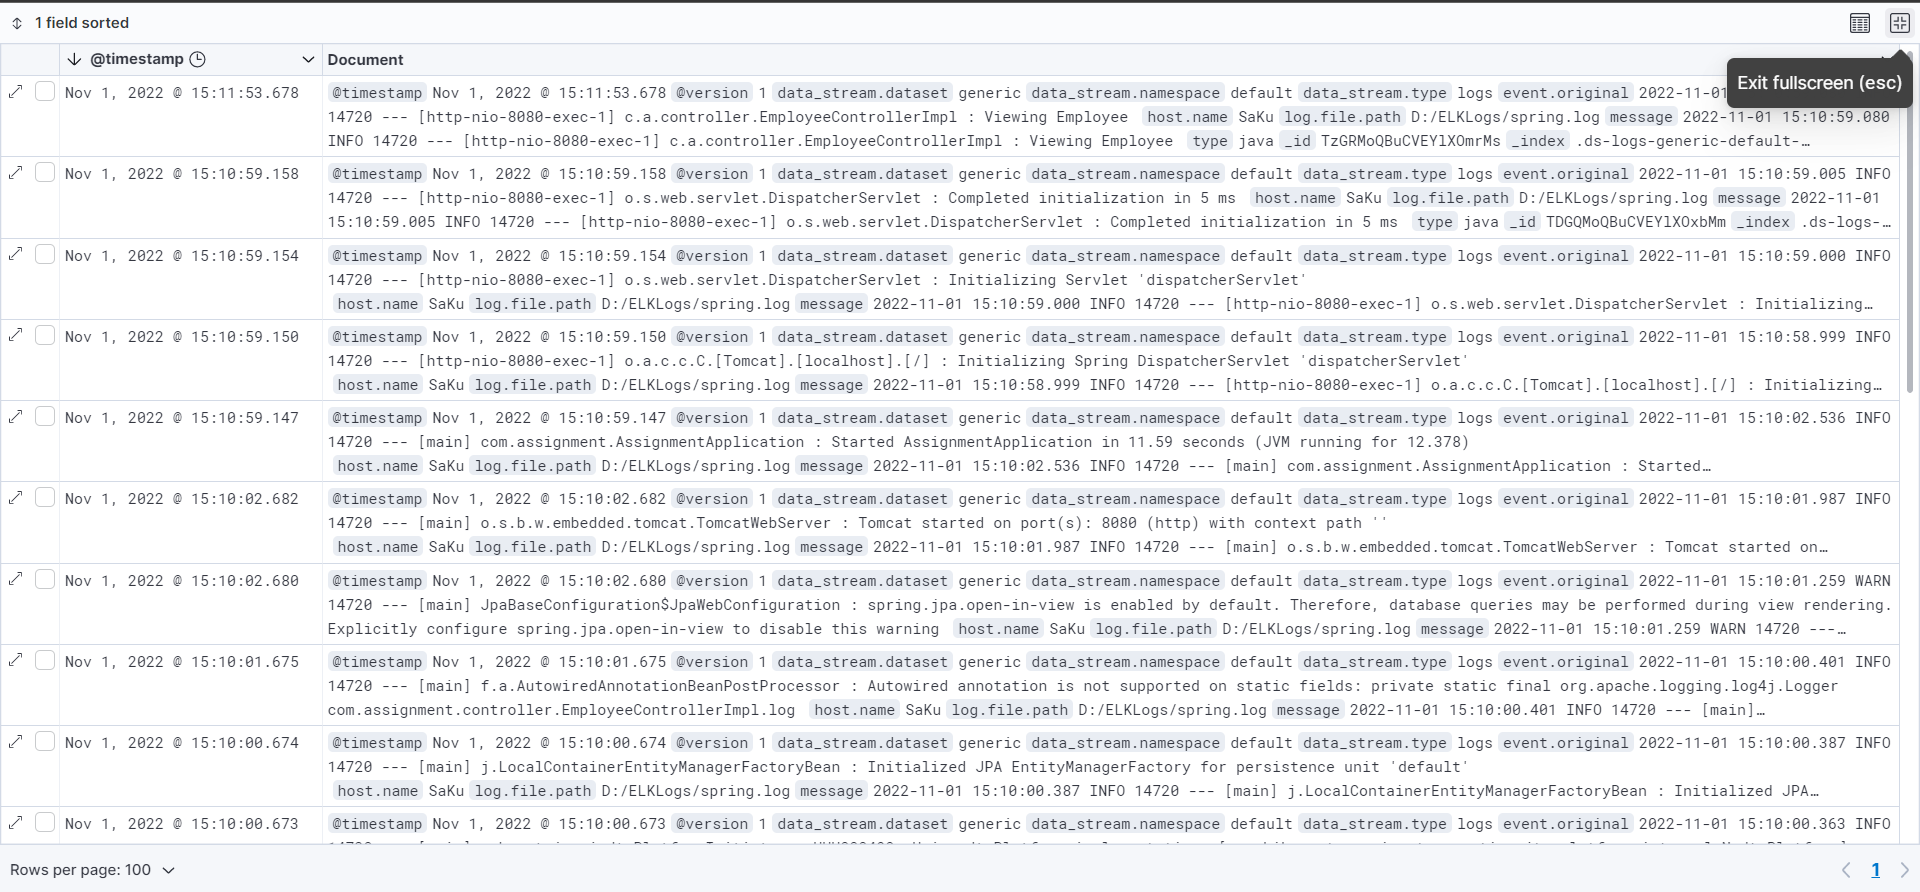 1 field sorted
@timestamp Document
Exit fullscreen (esc)
Nov 1, 2022 @ 15:11:53.678 @timestamp Nov 1, 2022 @ 15:11:53.678 @version 1 data_stream.dataset generic data_stream.namespace default data_stream.type logs event.original 2022-11-01
14720 --- [http-nio-8080-exec-1] c.a.controller.EmployeeControllerImpl : Viewing Employee host.name SaKu log.file.path D:/ELKLogs/spring.log message 2022-11-01 15:10:59.080
INFO 14720 --- [http-nio-8080-exec-1] c.a.controller.EmployeeControllerImpl : Viewing Employee type java _id TzGRMoQBuCVEYlXOmrMs _index .ds-logs-generic-default-…
Nov 1, 2022 @ 15:10:59.158 @timestamp Nov 1, 2022 @ 15:10:59.158 @version 1 data_stream.dataset generic data_stream.namespace default data_stream.type logs event.original 2022-11-01 15:10:59.005 INFO
14720 --- [http-nio-8080-exec-1] o.s.web.servlet.DispatcherServlet : Completed initialization in 5 ms host.name SaKu log.file.path D:/ELKLogs/spring.log message 2022-11-01
15:10:59.005 INFO 14720 --- [http-nio-8080-exec-1] o.s.web.servlet.DispatcherServlet : Completed initialization in 5 ms type java _id TDGQMoQBuCVEYlXOxbMm _index .ds-logs-…
Nov 1, 2022 @ 15:10:59.154 @timestamp Nov 1, 2022 @ 15:10:59.154 @version 1 data_stream.dataset generic data_stream.namespace default data_stream.type logs event.original 2022-11-01 15:10:59.000 INFO
14720 --- [http-nio-8080-exec-1] o.s.web.servlet.DispatcherServlet : Initializing Servlet 'dispatcherServlet'
host.name SaKu log.file.path D:/ELKLogs/spring.log message 2022-11-01 15:10:59.000 INFO 14720 --- [http-nio-8080-exec-1] o.s.web.servlet.DispatcherServlet : Initializing…
Nov 1, 2022 @ 15:10:59.150 @timestamp Nov 1, 2022 @ 15:10:59.150 @version 1 data_stream.dataset generic data_stream.namespace default data_stream.type logs event.original 2022-11-01 15:10:58.999 INFO
14720 --- [http-nio-8080-exec-1] o.a.c.c.C.[Tomcat].[localhost].[/] : Initializing Spring DispatcherServlet 'dispatcherServlet'
host.name SaKu log.file.path D:/ELKLogs/spring.log message 2022-11-01 15:10:58.999 INFO 14720 --- [http-nio-8080-exec-1] o.a.c.c.C.[Tomcat].[localhost].[/] : Initializing…
Nov 1, 2022 @ 15:10:59.147 @timestamp Nov 1, 2022 @ 15:10:59.147 @version 1 data_stream.dataset generic data_stream.namespace default data_stream.type logs event.original 2022-11-01 15:10:02.536 INFO
14720 --- [main] com.assignment.AssignmentApplication : Started AssignmentApplication in 11.59 seconds (JVM running for 12.378)
host.name SaKu log.file.path D:/ELKLogs/spring.log message 2022-11-01 15:10:02.536 INFO 14720 --- [main] com.assignment.AssignmentApplication : Started…
Nov 1, 2022 @ 15:10:02.682 @timestamp Nov 1, 2022 @ 15:10:02.682 @version 1 data_stream.dataset generic data_stream.namespace default data_stream.type logs event.original 2022-11-01 15:10:01.987 INFO
14720 --- [main] o.s.b.w.embedded.tomcat.TomcatWebServer : Tomcat started on port(s): 8080 (http) with context path ''
host.name SaKu log.file.path D:/ELKLogs/spring.log message 2022-11-01 15:10:01.987 INFO 14720 --- [main] o.s.b.w.embedded.tomcat.TomcatWebServer : Tomcat started on…
Nov 1, 2022 @ 15:10:02.680 @timestamp Nov 1, 2022 @ 15:10:02.680 @version 1 data_stream.dataset generic data_stream.namespace default data_stream.type logs event.original 2022-11-01 15:10:01.259 WARN
14720 --- [main] JpaBaseConfiguration$JpaWebConfiguration : spring.jpa.open-in-view is enabled by default. Therefore, database queries may be performed during view rendering.
Explicitly configure spring.jpa.open-in-view to disable this warning host.name SaKu log.file.path D:/ELKLogs/spring.log message 2022-11-01 15:10:01.259 WARN 14720 ---…
Nov 1, 2022 @ 15:10:01.675 @timestamp Nov 1, 2022 @ 15:10:01.675 @version 1 data_stream.dataset generic data_stream.namespace default data_stream.type logs event.original 2022-11-01 15:10:00.401 INFO
14720 --- [main] f.a.AutowiredAnnotationBeanPostProcessor : Autowired annotation is not supported on static fields: private static final org.apache.logging.log4j.Logger
com.assignment.controller.EmployeeControllerImpl.log host.name SaKu log.file.path D:/ELKLogs/spring.log message 2022-11-01 15:10:00.401 INFO 14720 --- [main]…
Nov 1, 2022 @ 15:10:00.674 @timestamp Nov 1, 2022 @ 15:10:00.674 @version 1 data_stream.dataset generic data_stream.namespace default data_stream.type logs event.original 2022-11-01 15:10:00.387 INFO
14720 --- [main] j.LocalContainerEntityManagerFactoryBean : Initialized JPA EntityManagerFactory for persistence unit 'default'
host.name SaKu log.file.path D:/ELKLogs/spring.log message 2022-11-01 15:10:00.387 INFO 14720 --- [main] j.LocalContainerEntityManagerFactoryBean : Initialized JPA…
Nov 1, 2022 @ 15:10:00.673 @timestamp Nov 1, 2022 @ 15:10:00.673 @version 1 data_stream.dataset generic data_stream.namespace default data_stream.type logs event.original 2022-11-01 15:10:00.363 INFO
Rows per page: 100 1